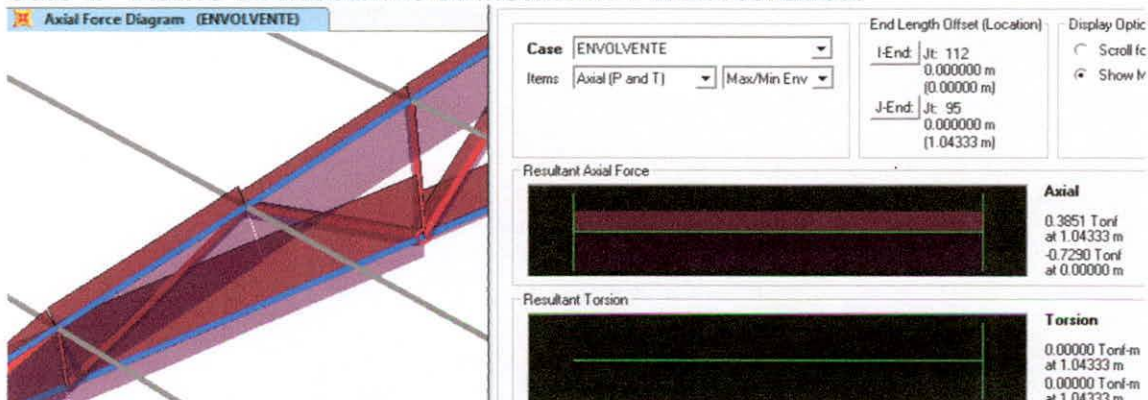 Axial Force Diagram (ENVOLVENTE)
Case ENVOLVENTE
Items Axial (P and T) Max/Min Env
End Length Offset (Location)
I-End: Jt: 112
0.000000 m
(0.00000 m)
J-End: Jt: 95
0.000000 m
(1.04333 m)
Display Optic
Scroll fc
Show M
Resultant Axial Force
Axial
0.3851 Tonf
at 1.04333 m
-0.7290 Tonf
at 0.00000 m
Resultant Torsion
Torsion
0.00000 Tonf-m
at 1.04333 m
0.00000 Tonf-m
at 1.04333 m